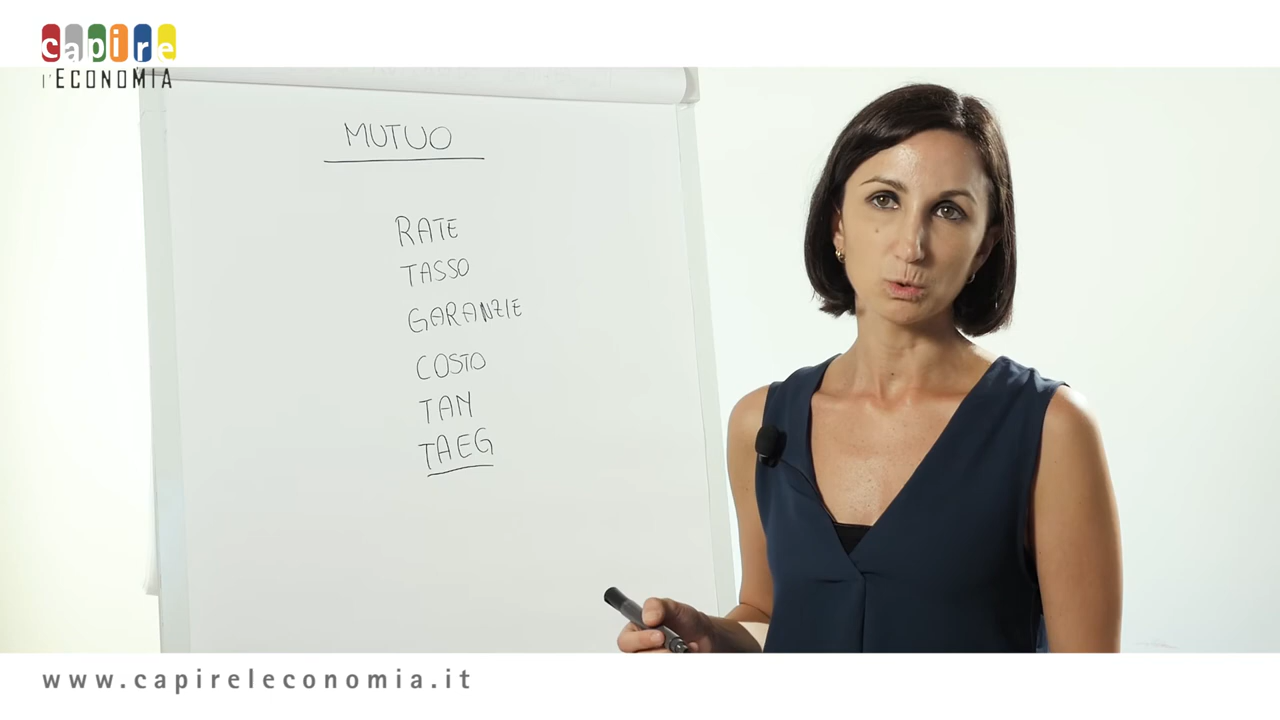 capire
l'ECONOMIA
MUTUO
RATE
TASSO
GARANZIE
COSTO
TAN
TAEG
www.capireleconomia.it